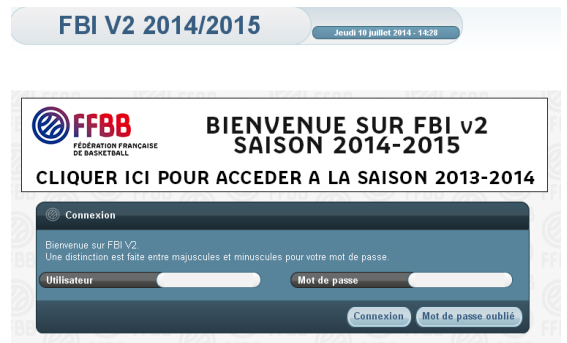 FBI V2 2014/2015
Jeudi 10 juillet 2014 - 14:28
FFBB
FÉDÉRATION FRANÇAISE
DE BASKETBALL
BIENVENUE SUR FBI v2
SAISON 2014-2015
CLIQUER ICI POUR ACCEDER A LA SAISON 2013-2014
Connexion
Bienvenue sur FBI V2.
Une distinction est faite entre majuscules et minuscules pour votre mot de passe.
Utilisateur
Mot de passe
Connexion
Mot de passe oublié